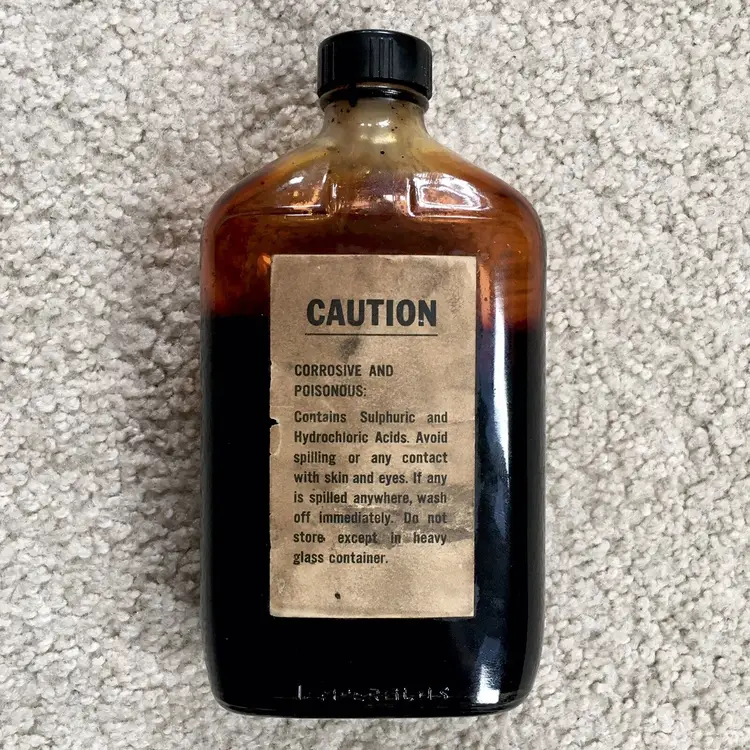 CAUTION
CORROSIVE AND
POISONOUS:
Contains Sulphuric and
Hydrochloric Acids. Avoid
spilling or any contact
with skin and eyes. If any
is spilled anywhere, wash
off immediately. Do not
store except in heavy
glass container.